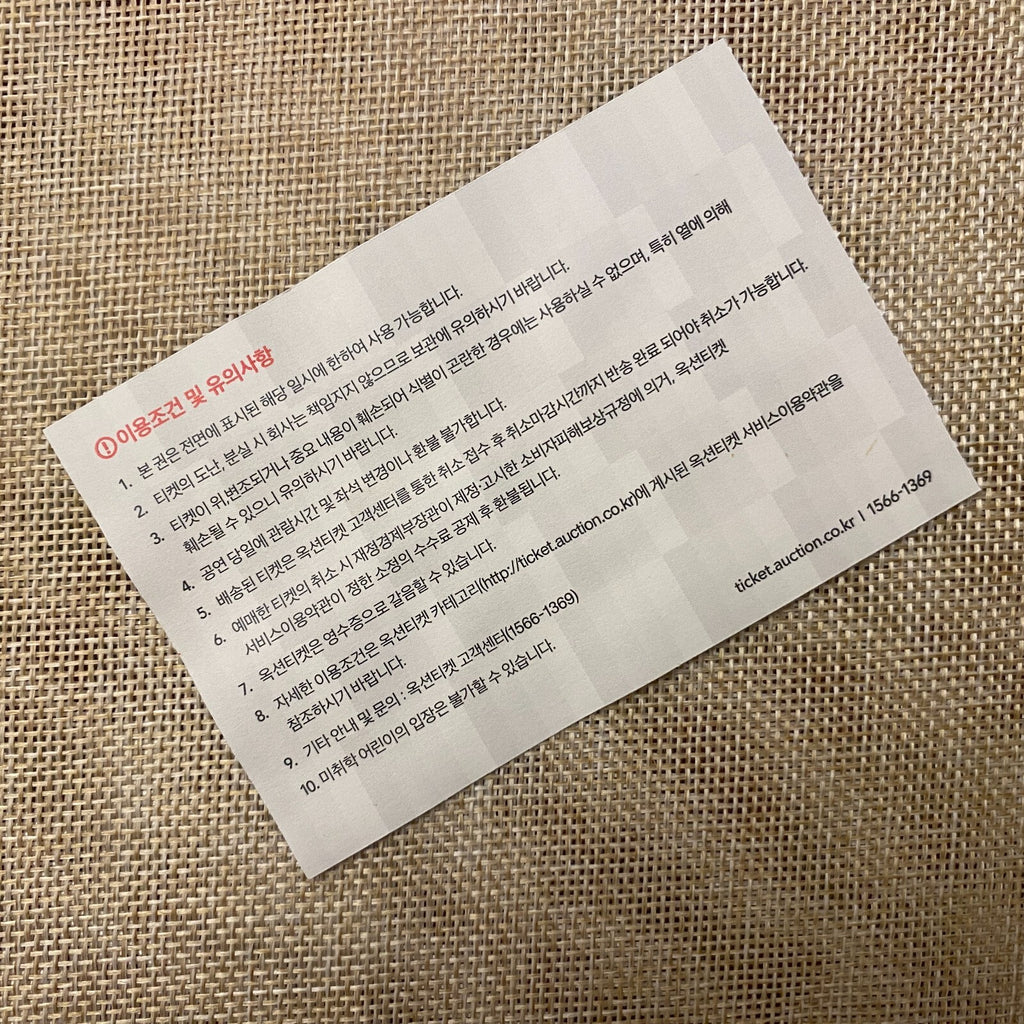 이용조건 및 유의사항
1. 본 권은 전면에 표시된 해당 일시에 한하여 사용 가능합니다.
2. 티켓의 도난, 분실 시 회사는 책임지지 않으므로 보관에 유의하시기 바랍니다.
3. 티켓이 위,변조되거나 중요 내용이 훼손되어 식별이 곤란한 경우에는 사용하실 수 없으며, 특히 열에 의해
훼손될 수 있으니 유의하시기 바랍니다.
4. 공연 당일에 관람시간 및 좌석 변경이나 환불 불가합니다.
5. 배송된 티켓은 옥션티켓 고객센터를 통한 취소 접수 후 취소마감시간까지 반송 완료 되어야 취소가 가능합니다.
6. 예매한 티켓의 취소 시 재정경제부장관이 제정·고시한 소비자피해보상규정에 의거, 옥션티켓
서비스이용약관이 정한 소정의 수수료 공제 후 환불됩니다.
7. 옥션티켓은 영수증으로 갈음할 수 있습니다.
8. 자세한 이용조건은 옥션티켓 카테고리(http://ticket.auction.co.kr)에 게시된 옥션티켓 서비스이용약관을
참조하시기 바랍니다.
9. 기타 안내 및 문의 : 옥션티켓 고객센터(1566-1369)
10. 미취학 어린이의 입장은 불가할 수 있습니다.
ticket.auction.co.kr | 1566-1369